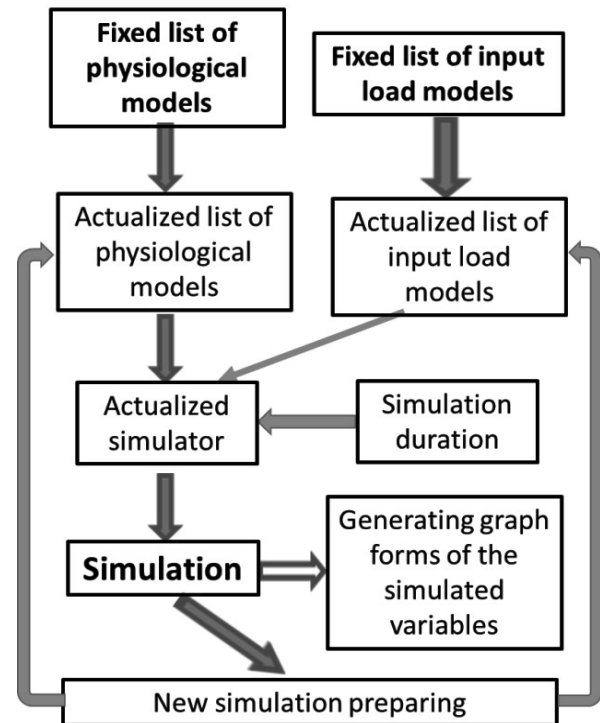 Fixed list of
physiological
models
Fixed list of input
load models
Actualized list of
physiological
models
Actualized list of
input load
models
Actualized
simulator
Simulation
duration
Simulation
Generating graph
forms of the
simulated
variables
New simulation preparing